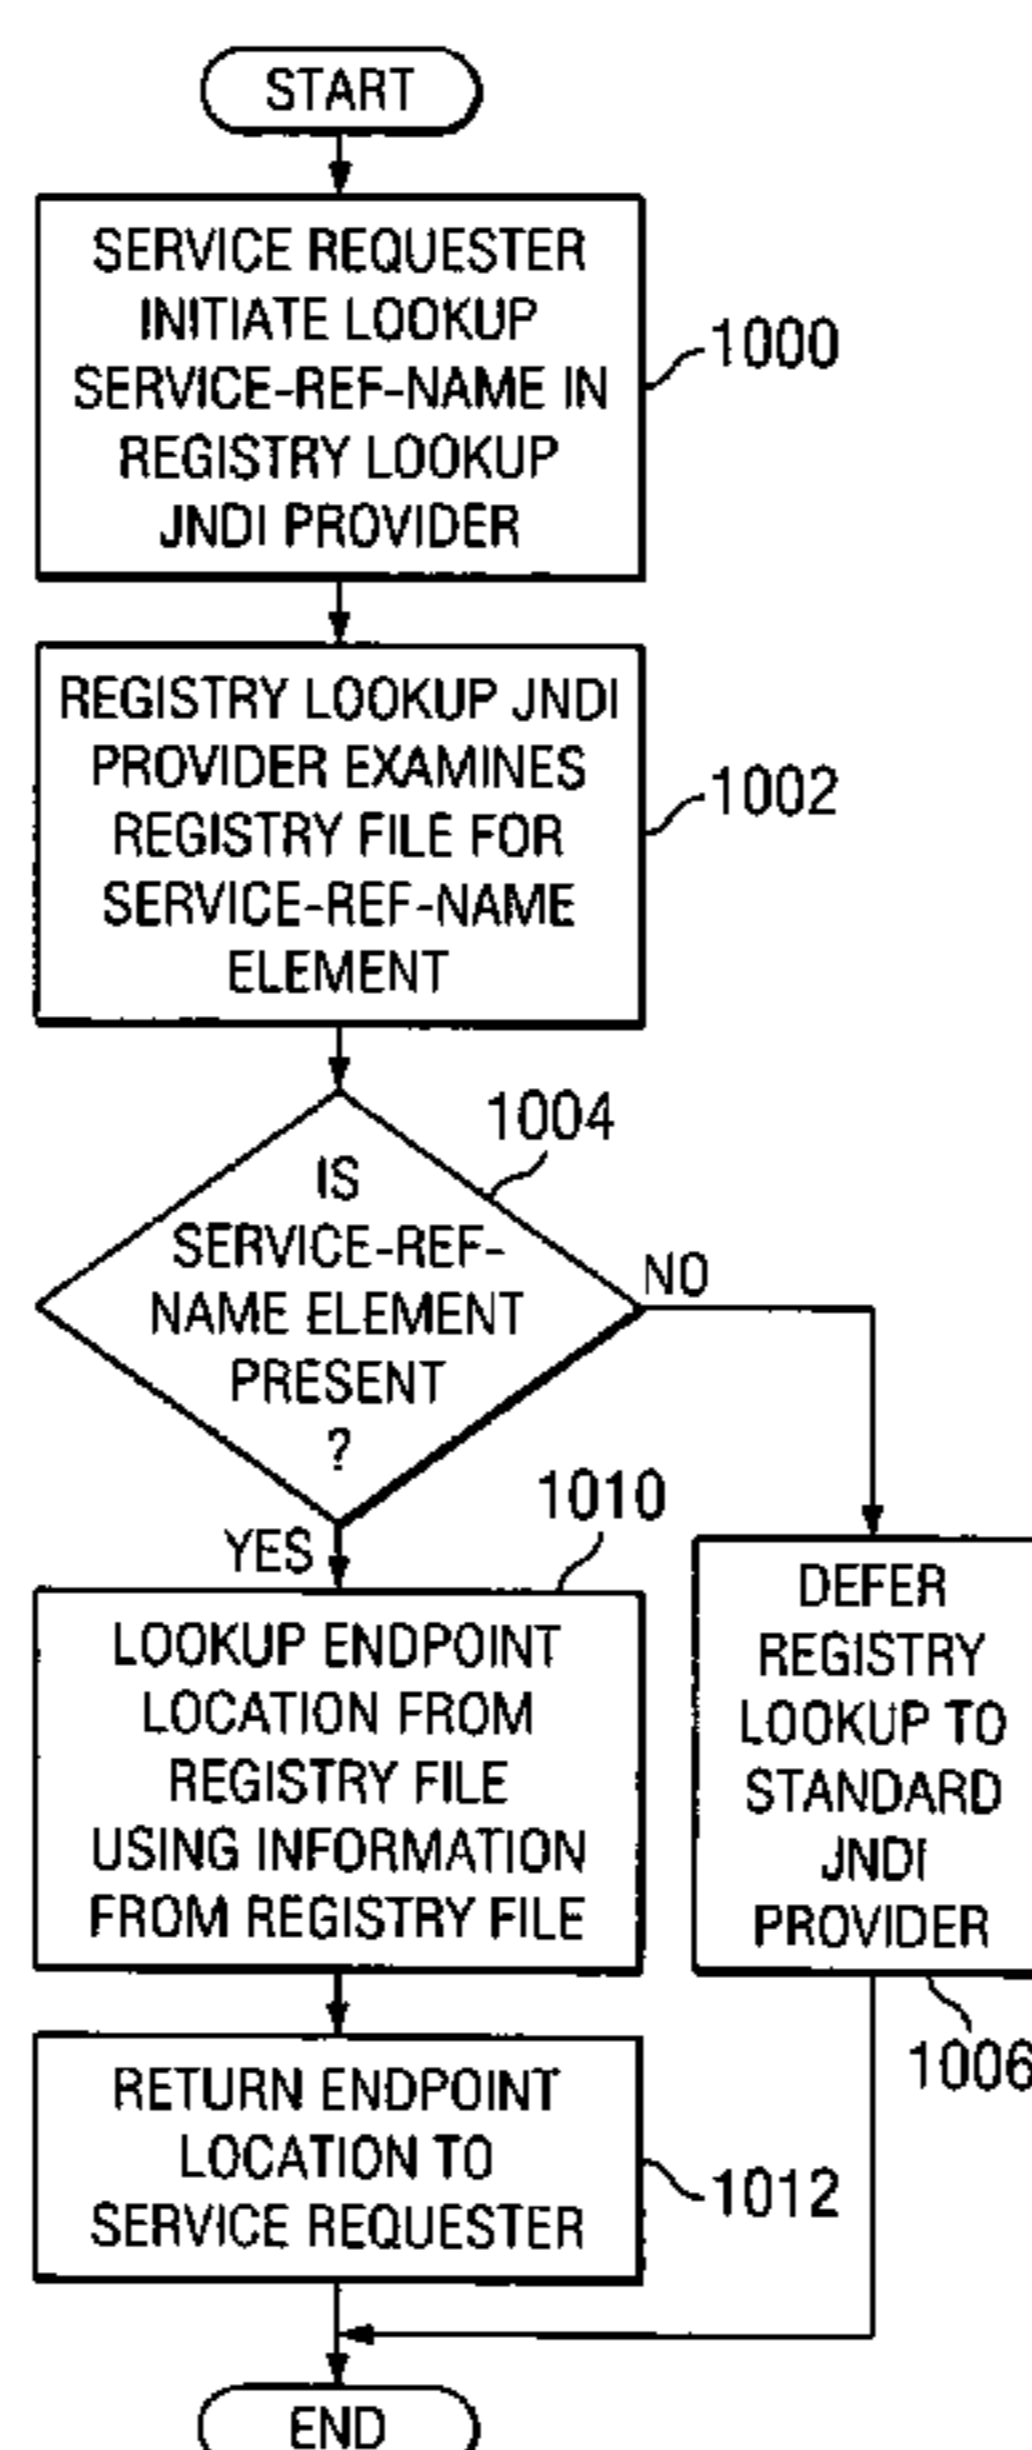 START
SERVICE REQUESTER
INITIATE LOOKUP
SERVICE-REF-NAME IN
REGISTRY LOOKUP
JNDI PROVIDER
1000
REGISTRY LOOKUP JNDI
PROVIDER EXAMINES
REGISTRY FILE FOR
SERVICE-REF-NAME
ELEMENT
1002
1004
IS
SERVICE-REF-
NAME ELEMENT
PRESENT
?
NO
YES
1010
LOOKUP ENDPOINT
LOCATION FROM
REGISTRY FILE
USING INFORMATION
FROM REGISTRY FILE
DEFER
REGISTRY
LOOKUP TO
STANDARD
JNDI
PROVIDER
1006
RETURN ENDPOINT
LOCATION TO
SERVICE REQUESTER
1012
END